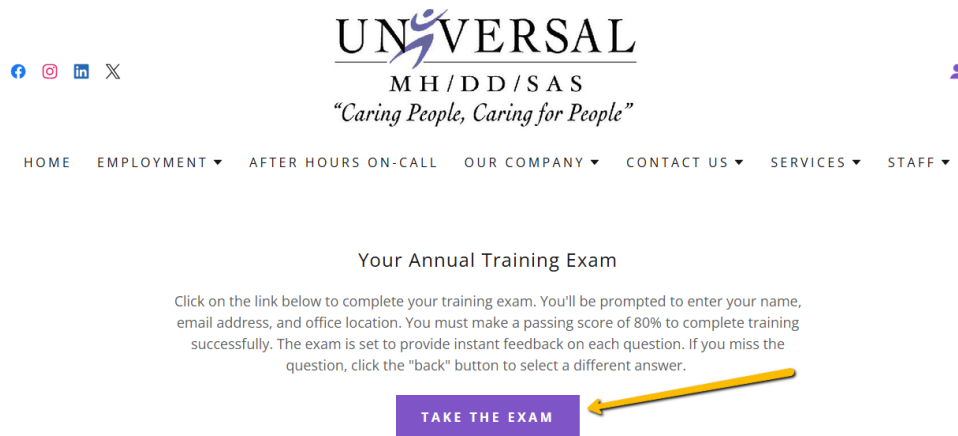 UNIVERSAL
MH/DD/SAS
“Caring People, Caring for People”
HOME EMPLOYMENT AFTER HOURS ON-CALL OUR COMPANY CONTACT US SERVICES STAFF
Your Annual Training Exam
Click on the link below to complete your training exam. You'll be prompted to enter your name,
email address, and office location. You must make a passing score of 80% to complete training
successfully. The exam is set to provide instant feedback on each question. If you miss the
question, click the "back" button to select a different answer.
TAKE THE EXAM